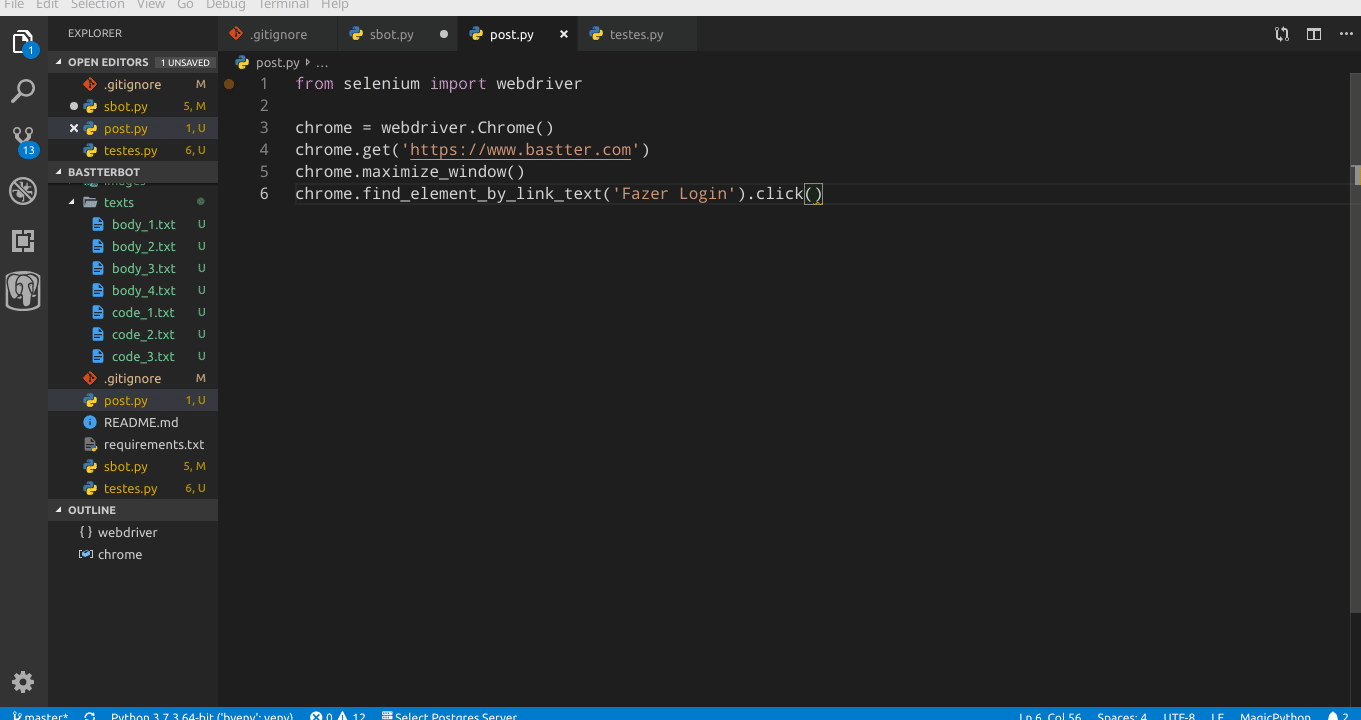 File Edit Selection View Go Debug Terminal Help
EXPLORER
.gitignore
sbot.py
post.py
testes.py
OPEN EDITORS 1 UNSAVED
.gitignore M
sbot.py 5, M
post.py 1, U
testes.py 6, U
BASTTERBOT
images
texts
body_1.txt U
body_2.txt U
body_3.txt U
body_4.txt U
code_1.txt U
code_2.txt U
code_3.txt U
.gitignore M
post.py 1, U
README.md
requirements.txt
sbot.py 5, M
testes.py 6, U
OUTLINE
{ } webdriver
chrome
1
13
post.py ...
1 from selenium import webdriver
2
3 chrome = webdriver.Chrome()
4 chrome.get('https://www.bastter.com')
5 chrome.maximize_window()
6 chrome.find_element_by_link_text('Fazer Login').click()
master* Python 3.7.3 64-bit ('byenv': venv) 0 12 Select Postgres Server Ln 6, Col 56 Spaces: 4 UTF-8 LF MagicPython 2